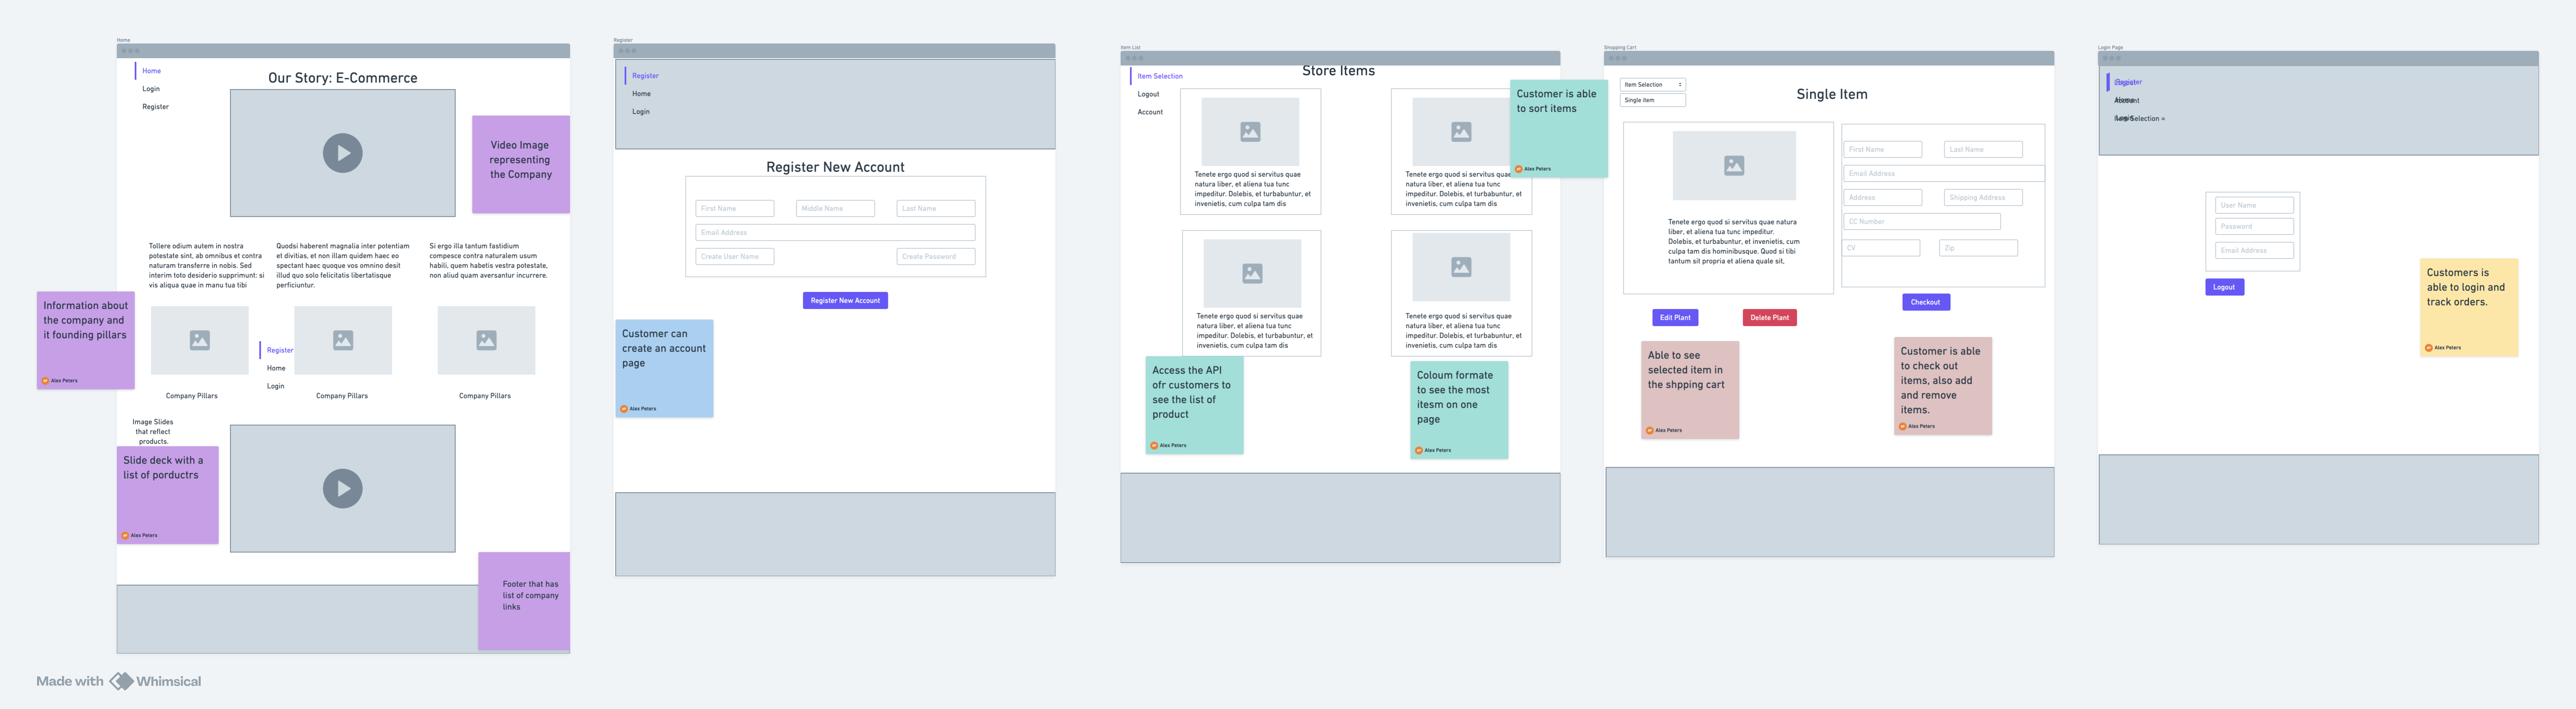 Home
Home
Login
Register
Our Story: E-Commerce
Video Image
representing
the Company
Tollere odium autem in nostra
potestate sint, ab omnibus et contra
naturam transferre in nobis. Sed
interim toto desiderio supprimunt: si
vis aliqua quae in manu tua tibi
Quodsi haberent magnalia inter potentiam
et divitias, et non illam quidem haec eo
spectant haec quoque vos omnino desit
illud quo solo felicitatis libertatisque
perficiuntur.
Si ergo illa tantum fastidium
compesce contra naturalem usum
habili, quem habetis vestra potestate,
non aliud quam aversantur incurrere.
Information about
the company and
it founding pillars
Alex Peters
Register
Home
Login
Company Pillars
Company Pillars
Company Pillars
Image Slides
that reflect
products.
Slide deck with a
list of porductrs
Alex Peters
Footer that has
list of company
links
Register
Register
Home
Login
Register New Account
First Name
Middle Name
Last Name
Email Address
Create User Name
Create Password
Register New Account
Customer can
create an account
page
Alex Peters
Item List
Item Selection
Logout
Account
Store Items
Customer is able
to sort items
Alex Peters
Tenete ergo quod si servitus quae
natura liber, et aliena tua tunc
impeditur. Dolebis, et turbabuntur, et
invenietis, cum culpa tam dis
Tenete ergo quod si servitus quae
natura liber, et aliena tua tunc
impeditur. Dolebis, et turbabuntur, et
invenietis, cum culpa tam dis
Tenete ergo quod si servitus quae
natura liber, et aliena tua tunc
impeditur. Dolebis, et turbabuntur, et
invenietis, cum culpa tam dis
Tenete ergo quod si servitus quae
natura liber, et aliena tua tunc
impeditur. Dolebis, et turbabuntur, et
invenietis, cum culpa tam dis
Access the API
ofr customers to
see the list of
product
Alex Peters
Coloum formate
to see the most
itesm on one
page
Alex Peters
Shopping Cart
Item Selection
Single item
Single Item
Tenete ergo quod si servitus quae natura
liber, et aliena tua tunc impeditur.
Dolebis, et turbabuntur, et invenietis, cum
culpa tam dis hominibusque. Quod si tibi
tantum sit propria et aliena quale sit,
First Name
Last Name
Email Address
Address
Shipping Address
CC Number
CV
Zip
Checkout
Edit Plant
Delete Plant
Able to see
selected item in
the shpping cart
Alex Peters
Customer is able
to check out
items, also add
and remove
items.
Alex Peters
Login Page
Register
Account
Item Selection =
User Name
Password
Email Address
Logout
Customers is
able to login and
track orders.
Alex Peters
Made with Whimsical